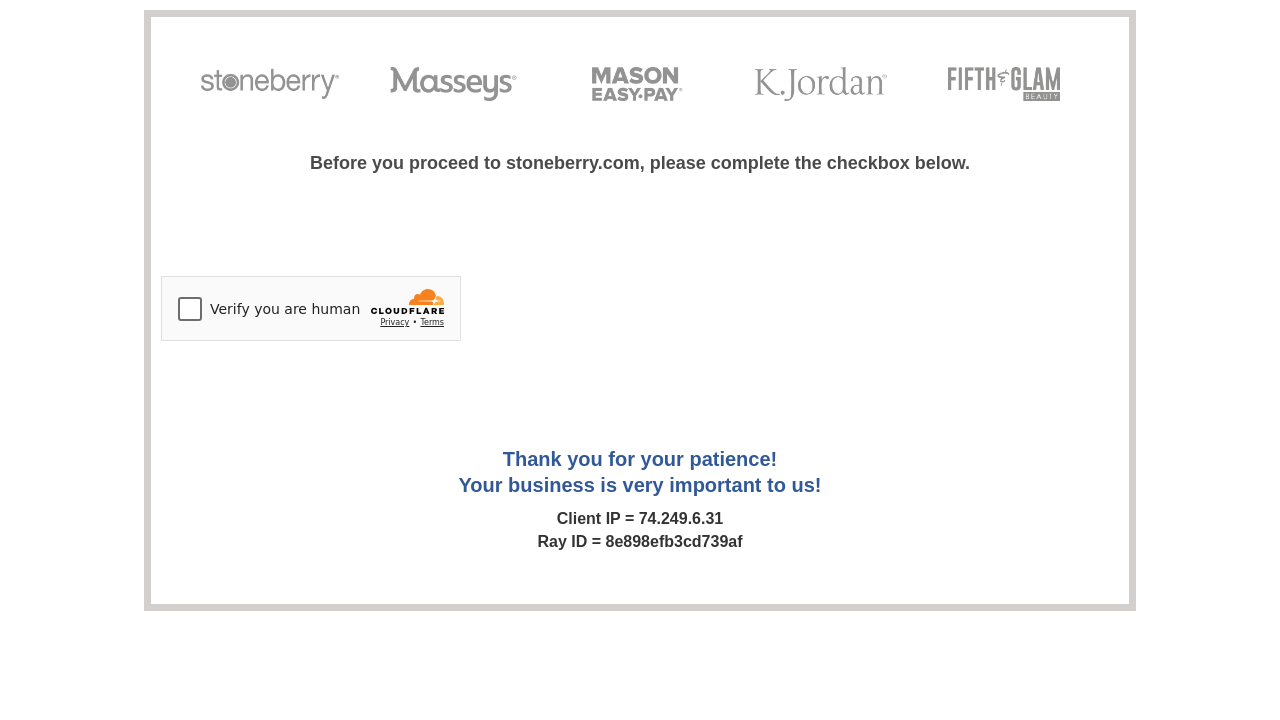 stoneberry®
Masseys®
MASON
EASY·PAY®
K.Jordan®
FIFTH & GLAM
BEAUTY
Before you proceed to stoneberry.com, please complete the checkbox below.
Verify you are human
CLOUDFLARE
Privacy • Terms
Thank you for your patience!
Your business is very important to us!
Client IP = 74.249.6.31
Ray ID = 8e898efb3cd739af